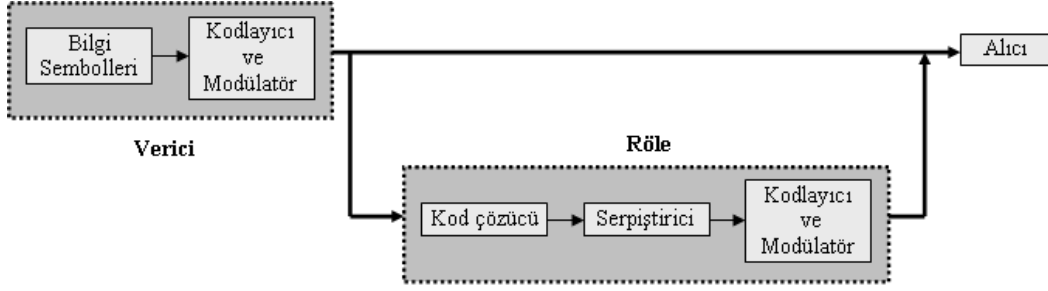 Bilgi
Sembolleri
Kodlayıcı
ve
Modülatör
Alıcı
Verici
Röle
Kod çözücü
Serpiştirici
Kodlayıcı
ve
Modülatör